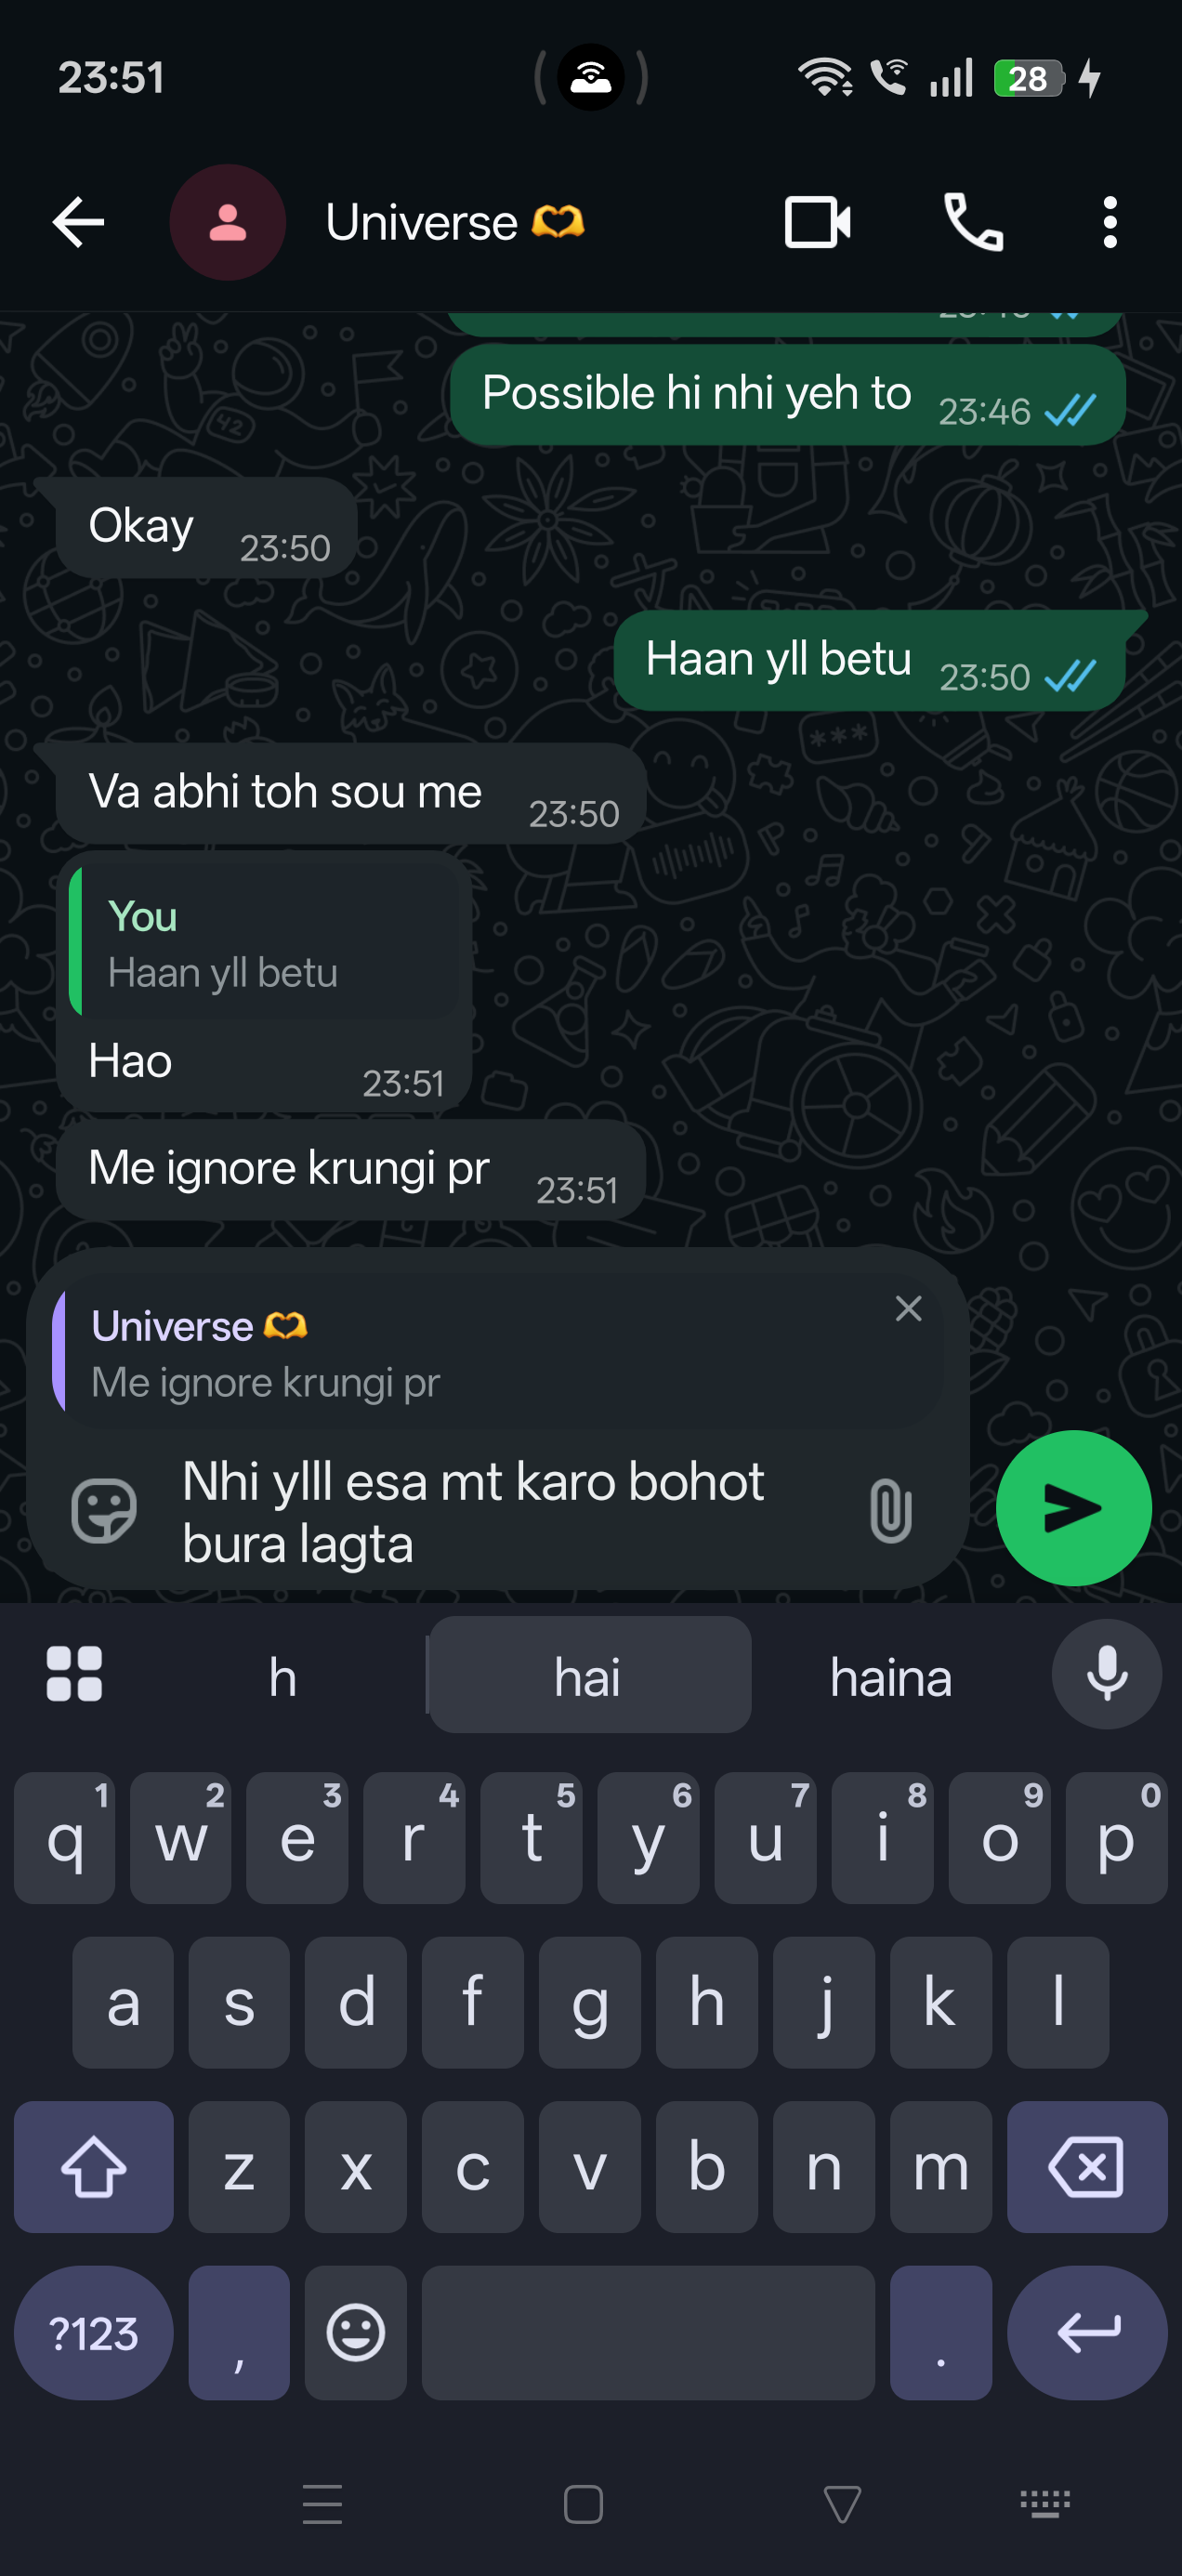 23:51
28
Universe 🫶
Possible hi nhi yeh to 23:46
Okay 23:50
Haan yll betu 23:50
Va abhi toh sou me 23:50
You
Haan yll betu
Hao 23:51
Me ignore krungi pr 23:51
Universe 🫶
Me ignore krungi pr
Nhi ylll esa mt karo bohot
bura lagta
h hai haina
1 2 3 4 5 6 7 8 9 0
q w e r t y u i o p
a s d f g h j k l
z x c v b n m
?123 , .